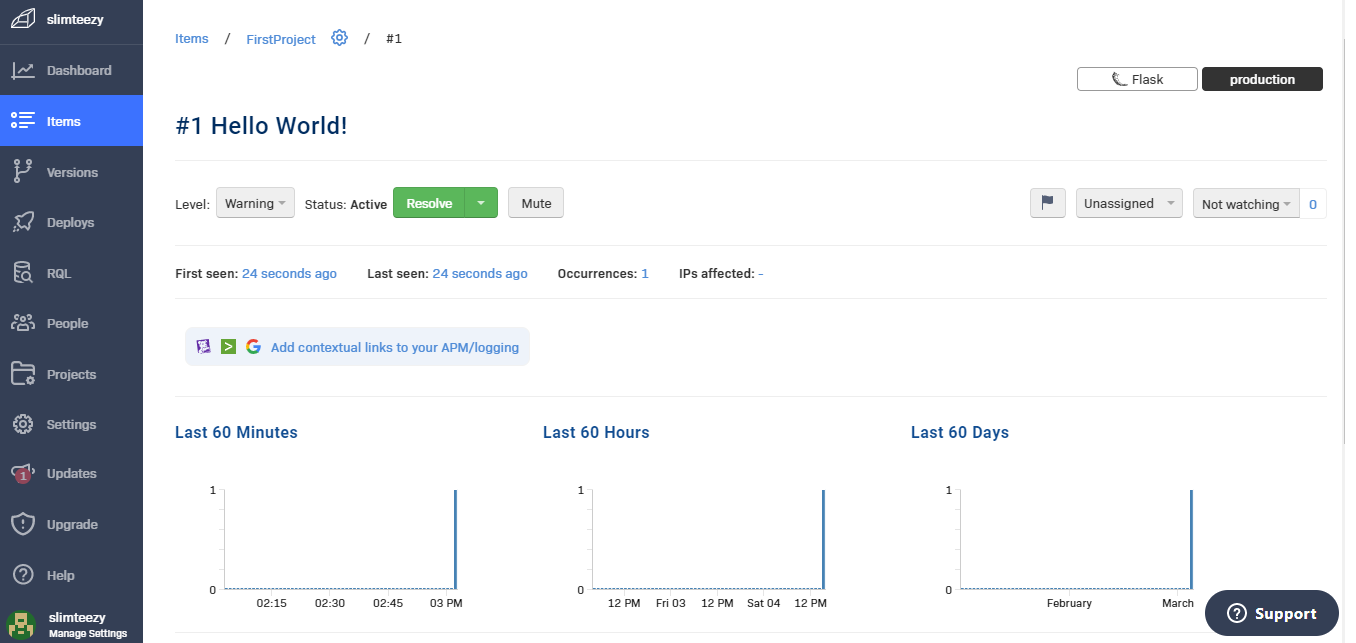 slimteezy
Dashboard
Items
Versions
Deploys
RQL
People
Projects
Settings
1
Updates
Upgrade
Help
slimteezy
Manage Settings
Items / FirstProject / #1
Flask production
#1 Hello World!
Level: Warning Status: Active Resolve Mute Unassigned Not watching 0
First seen: 24 seconds ago Last seen: 24 seconds ago Occurrences: 1 IPs affected: -
> G Add contextual links to your APM/logging
Last 60 Minutes
1
0
02:15 02:30 02:45 03 PM
Last 60 Hours
1
0
12 PM Fri 03 12 PM Sat 04 12 PM
Last 60 Days
1
0
February March
? Support